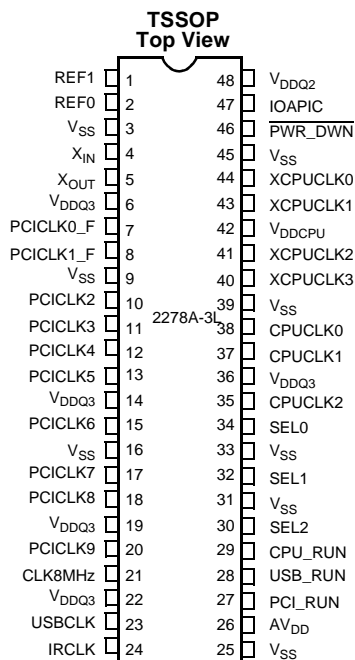 TSSOP
Top View
REF1 1 48 VDDQ2
REF0 2 47 IOAPIC
VSS 3 46 PWR_DWN
XIN 4 45 VSS
XOUT 5 44 XCPUCLK0
VDDQ3 6 43 XCPUCLK1
PCICLK0_F 7 42 VDDCPU
PCICLK1_F 8 41 XCPUCLK2
VSS 9 40 XCPUCLK3
PCICLK2 10 39 VSS
2278A-3L
PCICLK3 11 38 CPUCLK0
PCICLK4 12 37 CPUCLK1
PCICLK5 13 36 VDDQ3
VDDQ3 14 35 CPUCLK2
PCICLK6 15 34 SEL0
VSS 16 33 VSS
PCICLK7 17 32 SEL1
PCICLK8 18 31 VSS
VDDQ3 19 30 SEL2
PCICLK9 20 29 CPU_RUN
CLK8MHz 21 28 USB_RUN
VDDQ3 22 27 PCI_RUN
USBCLK 23 26 AVDD
IRCLK 24 25 VSS